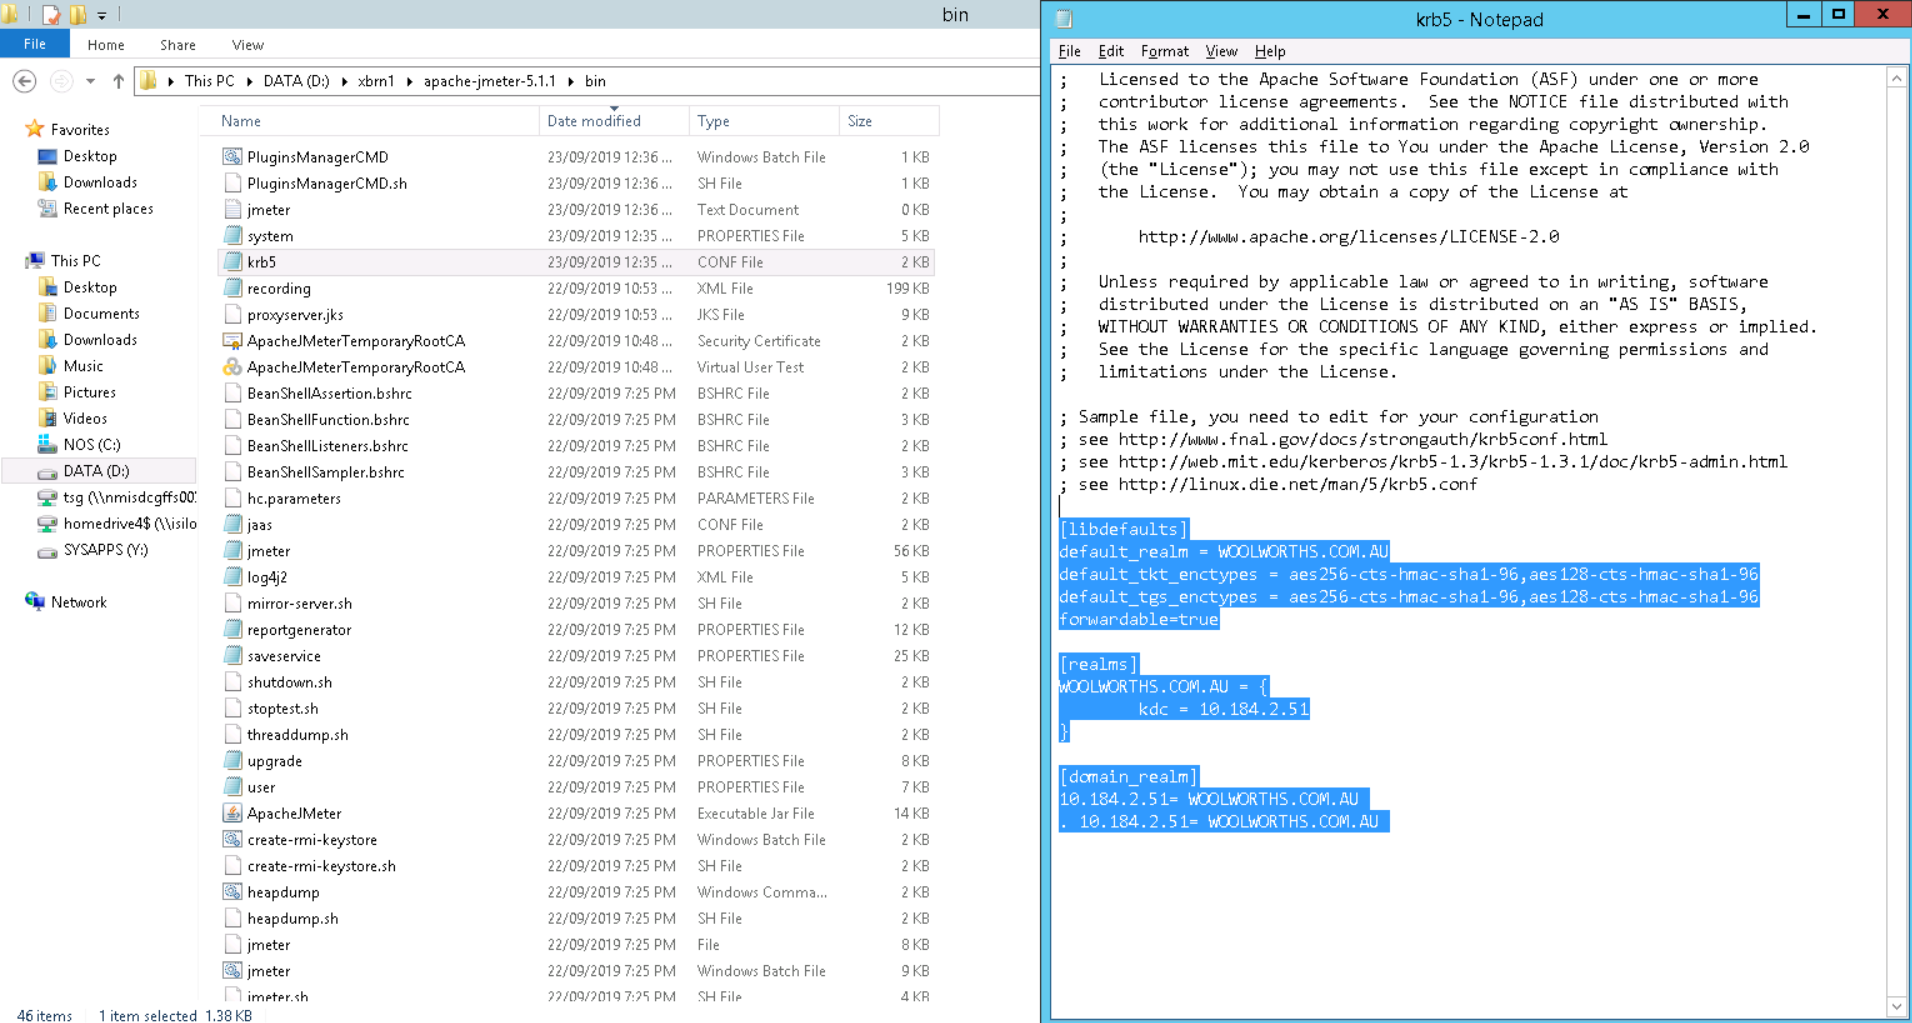 bin
File
Home
Share
View
This PC
DATA (D:)
xbrn1
apache-jmeter-5.1.1
bin
Favorites
Desktop
Downloads
Recent places
This PC
Desktop
Documents
Downloads
Music
Pictures
Videos
NOS (C:)
DATA (D:)
tsg (\\nmisdcgffs00
homedrive4$ (\\isilo
SYSAPPS (Y:)
Network
Name Date modified Type Size
PluginsManagerCMD 23/09/2019 12:36 ... Windows Batch File 1 KB
PluginsManagerCMD.sh 23/09/2019 12:36 ... SH File 1 KB
jmeter 23/09/2019 12:36 ... Text Document 0 KB
system 23/09/2019 12:35 ... PROPERTIES File 5 KB
krb5 23/09/2019 12:35 ... CONF File 2 KB
recording 22/09/2019 10:53 ... XML File 199 KB
proxyserver.jks 22/09/2019 10:53 ... JKS File 9 KB
ApacheJMeterTemporaryRootCA 22/09/2019 10:48 ... Security Certificate 2 KB
ApacheJMeterTemporaryRootCA 22/09/2019 10:48 ... Virtual User Test 2 KB
BeanShellAssertion.bshrc 22/09/2019 7:25 PM BSHRC File 2 KB
BeanShellFunction.bshrc 22/09/2019 7:25 PM BSHRC File 3 KB
BeanShellListeners.bshrc 22/09/2019 7:25 PM BSHRC File 2 KB
BeanShellSampler.bshrc 22/09/2019 7:25 PM BSHRC File 3 KB
hc.parameters 22/09/2019 7:25 PM PARAMETERS File 2 KB
jaas 22/09/2019 7:25 PM CONF File 2 KB
jmeter 22/09/2019 7:25 PM PROPERTIES File 56 KB
log4j2 22/09/2019 7:25 PM XML File 5 KB
mirror-server.sh 22/09/2019 7:25 PM SH File 2 KB
reportgenerator 22/09/2019 7:25 PM PROPERTIES File 12 KB
saveservice 22/09/2019 7:25 PM PROPERTIES File 25 KB
shutdown.sh 22/09/2019 7:25 PM SH File 2 KB
stoptest.sh 22/09/2019 7:25 PM SH File 2 KB
threaddump.sh 22/09/2019 7:25 PM SH File 2 KB
upgrade 22/09/2019 7:25 PM PROPERTIES File 8 KB
user 22/09/2019 7:25 PM PROPERTIES File 7 KB
ApacheJMeter 22/09/2019 7:25 PM Executable Jar File 14 KB
create-rmi-keystore 22/09/2019 7:25 PM Windows Batch File 2 KB
create-rmi-keystore.sh 22/09/2019 7:25 PM SH File 2 KB
heapdump 22/09/2019 7:25 PM Windows Comma... 2 KB
heapdump.sh 22/09/2019 7:25 PM SH File 2 KB
jmeter 22/09/2019 7:25 PM File 8 KB
jmeter 22/09/2019 7:25 PM Windows Batch File 9 KB
jmeter.sh 22/09/2019 7:25 PM SH File 4 KB
46 items 1 item selected 1.38 KB
krb5 - Notepad
File Edit Format View Help
;   Licensed to the Apache Software Foundation (ASF) under one or more
;   contributor license agreements.  See the NOTICE file distributed with
;   this work for additional information regarding copyright ownership.
;   The ASF licenses this file to You under the Apache License, Version 2.0
;   (the "License"); you may not use this file except in compliance with
;   the License.  You may obtain a copy of the License at
;
;       http://www.apache.org/licenses/LICENSE-2.0
;
;   Unless required by applicable law or agreed to in writing, software
;   distributed under the License is distributed on an "AS IS" BASIS,
;   WITHOUT WARRANTIES OR CONDITIONS OF ANY KIND, either express or implied.
;   See the License for the specific language governing permissions and
;   limitations under the License.
; Sample file, you need to edit for your configuration
; see http://www.fnal.gov/docs/strongauth/krb5conf.html
; see http://web.mit.edu/kerberos/krb5-1.3/krb5-1.3.1/doc/krb5-admin.html
; see http://linux.die.net/man/5/krb5.conf
[libdefaults]
default_realm = WOOLWORTHS.COM.AU
default_tkt_enctypes = aes256-cts-hmac-sha1-96,aes128-cts-hmac-sha1-96
default_tgs_enctypes = aes256-cts-hmac-sha1-96,aes128-cts-hmac-sha1-96
forwardable=true
[realms]
WOOLWORTHS.COM.AU = {
        kdc = 10.184.2.51
}
[domain_realm]
10.184.2.51= WOOLWORTHS.COM.AU
. 10.184.2.51= WOOLWORTHS.COM.AU